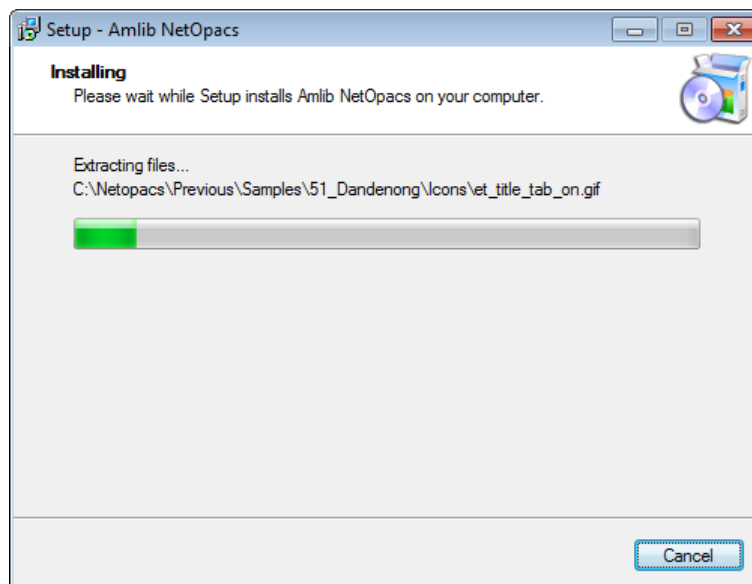 Setup - Amlib NetOpacs
Installing
Please wait while Setup installs Amlib NetOpacs on your computer.
Extracting files...
C:\Netopacs\Previous\Samples\51_Dandenong\Icons\et_title_tab_on.gif
Cancel